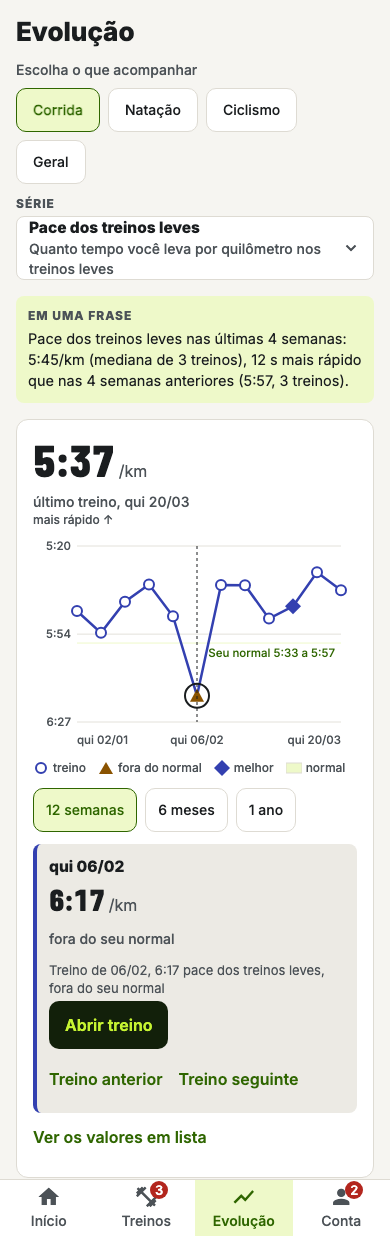 Evolução
Escolha o que acompanhar
Corrida
Natação
Ciclismo
Geral
SÉRIE
Pace dos treinos leves
Quanto tempo você leva por quilômetro nos
treinos leves
EM UMA FRASE
Pace dos treinos leves nas últimas 4 semanas:
5:45/km (mediana de 3 treinos), 12 s mais rápido
que nas 4 semanas anteriores (5:57, 3 treinos).
5:37 /km
último treino, qui 20/03
mais rápido ↑
5:20
5:54
Seu normal 5:33 a 5:57
6:27
qui 02/01
qui 06/02
qui 20/03
treino
fora do normal
melhor
normal
12 semanas
6 meses
1 ano
qui 06/02
6:17 /km
fora do seu normal
Treino de 06/02, 6:17 pace dos treinos leves,
fora do seu normal
Abrir treino
Treino anterior
Treino seguinte
Ver os valores em lista
3
2
Início
Treinos
Evolução
Conta